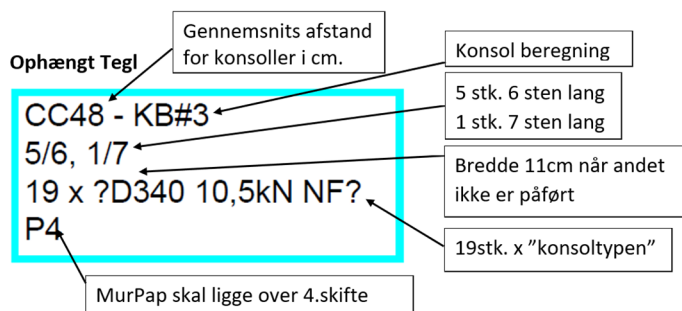 Gennemsnits afstand
for konsoller i cm.
Ophængt Tegl
Konsol beregning
CC48 - KB#3
5/6, 1/7
19 x ?D340 10,5kN NF?
P4
5 stk. 6 sten lang
1 stk. 7 sten lang
Bredde 11cm når andet
ikke er påført
19stk. x ”konsoltypen”
MurPap skal ligge over 4.skifte